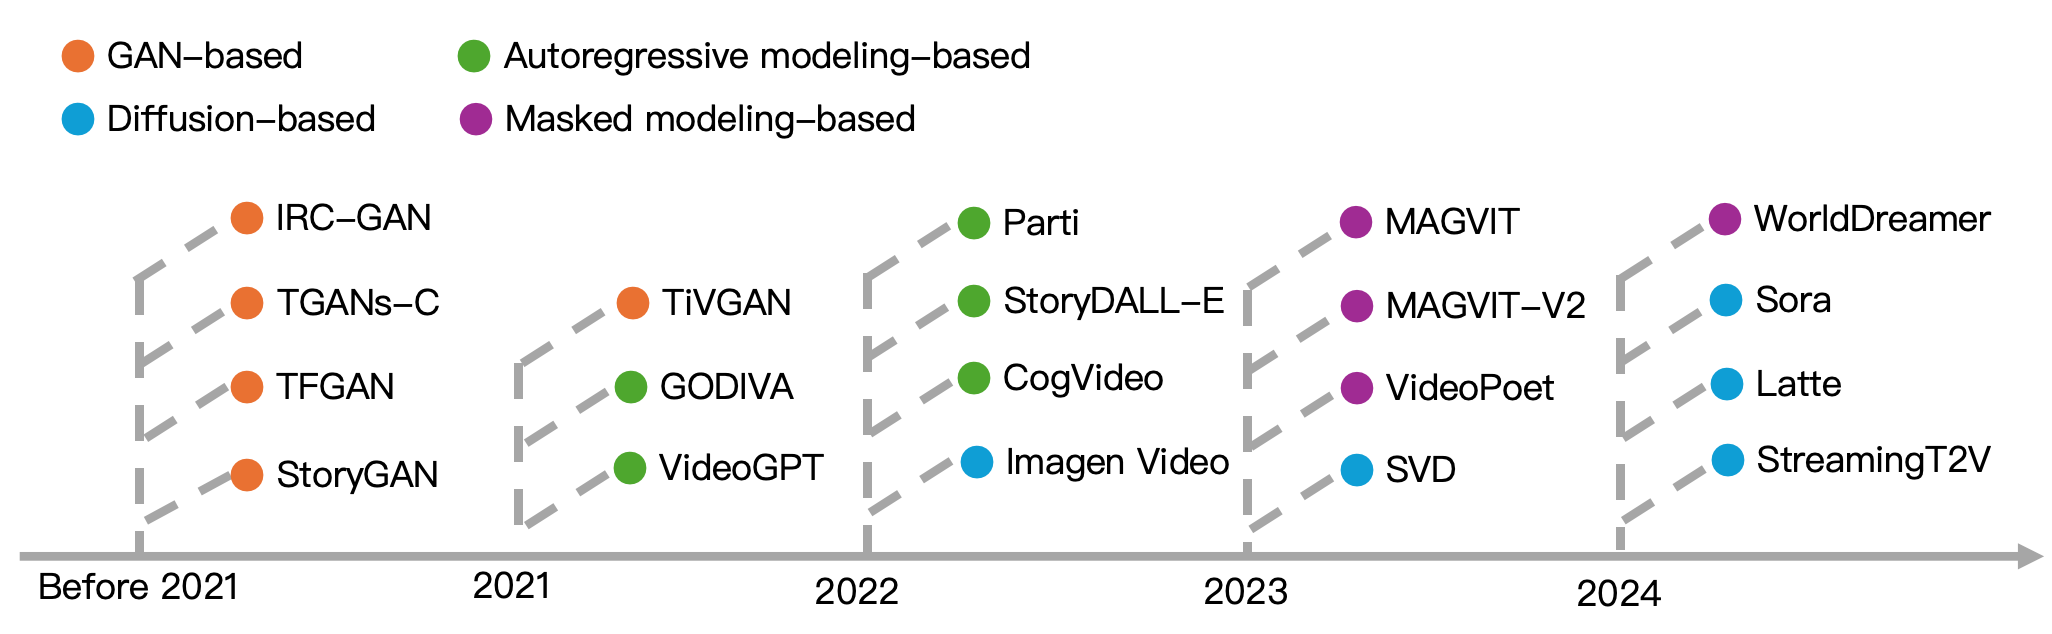 GAN–based
Autoregressive modeling–based
Diffusion–based
Masked modeling–based
IRC–GAN
TGANs–C
TFGAN
StoryGAN
TiVGAN
GODIVA
VideoGPT
Parti
StoryDALL–E
CogVideo
Imagen Video
MAGVIT
MAGVIT–V2
VideoPoet
SVD
WorldDreamer
Sora
Latte
StreamingT2V
Before 2021
2021
2022
2023
2024